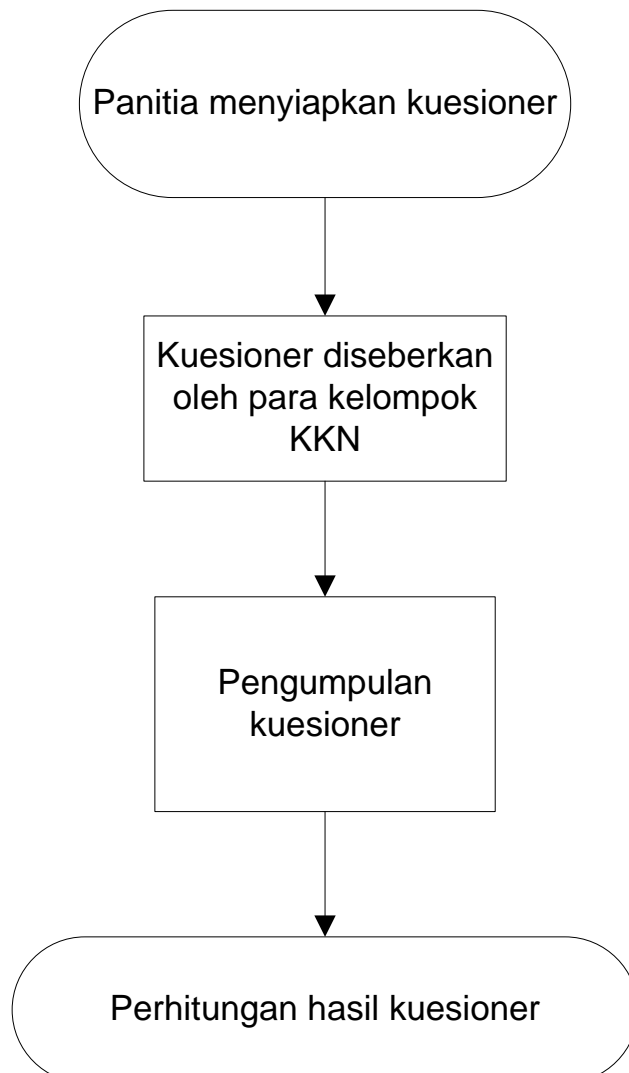 Panitia menyiapkan kuesioner
Kuesioner diseberkan
oleh para kelompok
KKN
Pengumpulan
kuesioner
Perhitungan hasil kuesioner